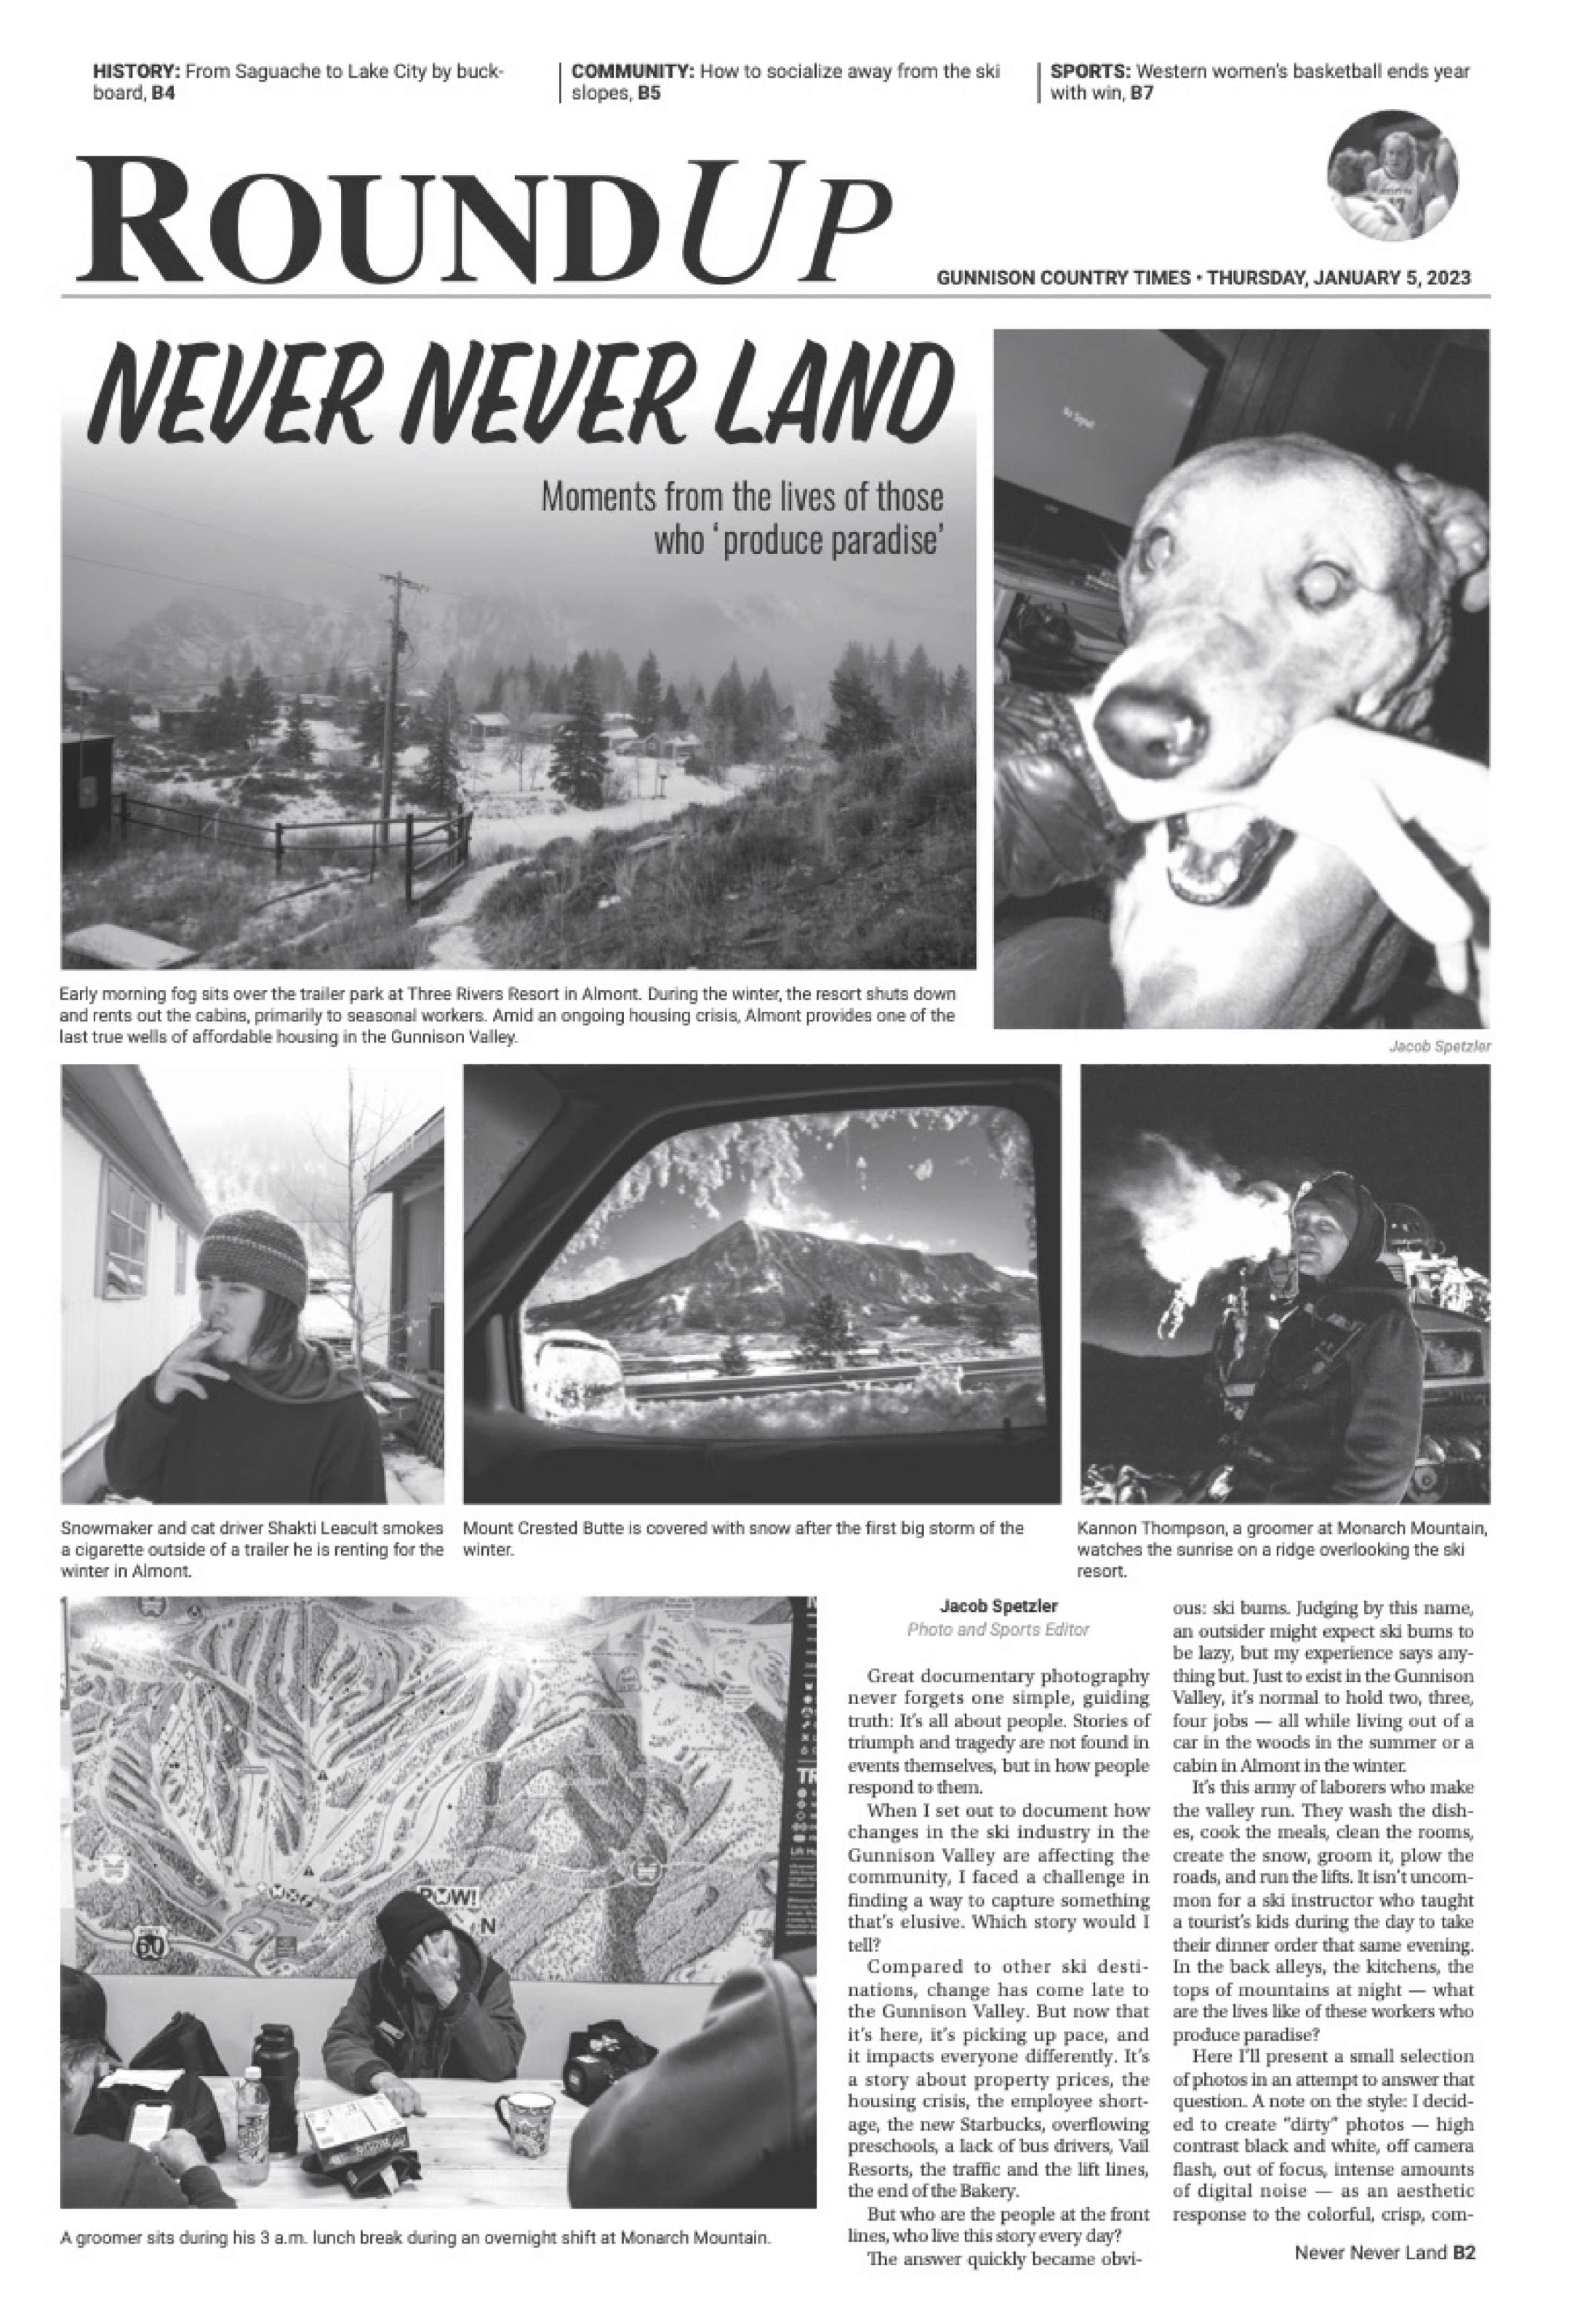 HISTORY: From Saguache to Lake City by buck-
board, B4
COMMUNITY: How to socialize away from the ski
slopes, B5
SPORTS: Western women's basketball ends year
with win, B7
ROUNDUP
GUNNISON COUNTRY TIMES • THURSDAY, JANUARY 5, 2023
NEVER NEVER LAND
Moments from the lives of those
who 'produce paradise'
No Signal
Early morning fog sits over the trailer park at Three Rivers Resort in Almont. During the winter, the resort shuts down
and rents out the cabins, primarily to seasonal workers. Amid an ongoing housing crisis, Almont provides one of the
last true wells of affordable housing in the Gunnison Valley.
Jacob Spetzler
Snowmaker and cat driver Shakti Leacult smokes
a cigarette outside of a trailer he is renting for the
winter in Almont.
Mount Crested Butte is covered with snow after the first big storm of the
winter.
Kannon Thompson, a groomer at Monarch Mountain,
watches the sunrise on a ridge overlooking the ski
resort.
POW!
N
60
TR
A groomer sits during his 3 a.m. lunch break during an overnight shift at Monarch Mountain.
Jacob Spetzler
Photo and Sports Editor
Great documentary photography
never forgets one simple, guiding
truth: It's all about people. Stories of
triumph and tragedy are not found in
events themselves, but in how people
respond to them.
When I set out to document how
changes in the ski industry in the
Gunnison Valley are affecting the
community, I faced a challenge in
finding a way to capture something
that's elusive. Which story would I
tell?
Compared to other ski desti-
nations, change has come late to
the Gunnison Valley. But now that
it's here, it's picking up pace, and
it impacts everyone differently. It's
a story about property prices, the
housing crisis, the employee short-
age, the new Starbucks, overflowing
preschools, a lack of bus drivers, Vail
Resorts, the traffic and the lift lines,
the end of the Bakery.
But who are the people at the front
lines, who live this story every day?
The answer quickly became obvi-
ous: ski bums. Judging by this name,
an outsider might expect ski bums to
be lazy, but my experience says any-
thing but. Just to exist in the Gunnison
Valley, it's normal to hold two, three,
four jobs — all while living out of a
car in the woods in the summer or a
cabin in Almont in the winter.
It's this army of laborers who make
the valley run. They wash the dish-
es, cook the meals, clean the rooms,
create the snow, groom it, plow the
roads, and run the lifts. It isn't uncom-
mon for a ski instructor who taught
a tourist's kids during the day to take
their dinner order that same evening.
In the back alleys, the kitchens, the
tops of mountains at night — what
are the lives like of these workers who
produce paradise?
Here I'll present a small selection
of photos in an attempt to answer that
question. A note on the style: I decid-
ed to create "dirty" photos — high
contrast black and white, off camera
flash, out of focus, intense amounts
of digital noise — as an aesthetic
response to the colorful, crisp, com-
Never Never Land B2